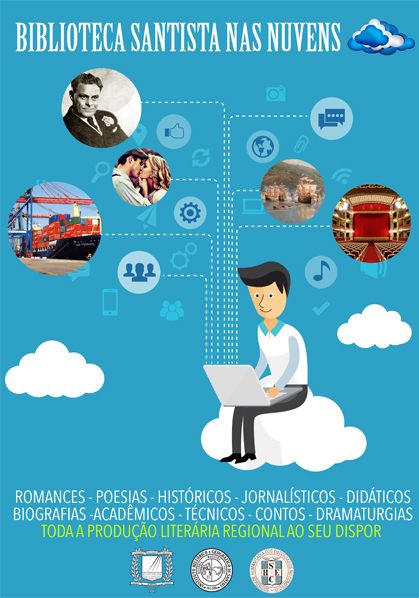 BIBLIOTECA SANTISTA NAS NUVENS
ROMANCES - POESIAS - HISTÓRICOS - JORNALÍSTICOS - DIDÁTICOS
BIOGRAFIAS -ACADÊMICOS - TÉCNICOS - CONTOS - DRAMATURGIAS
TODA A PRODUÇÃO LITERÁRIA REGIONAL AO SEU DISPOR